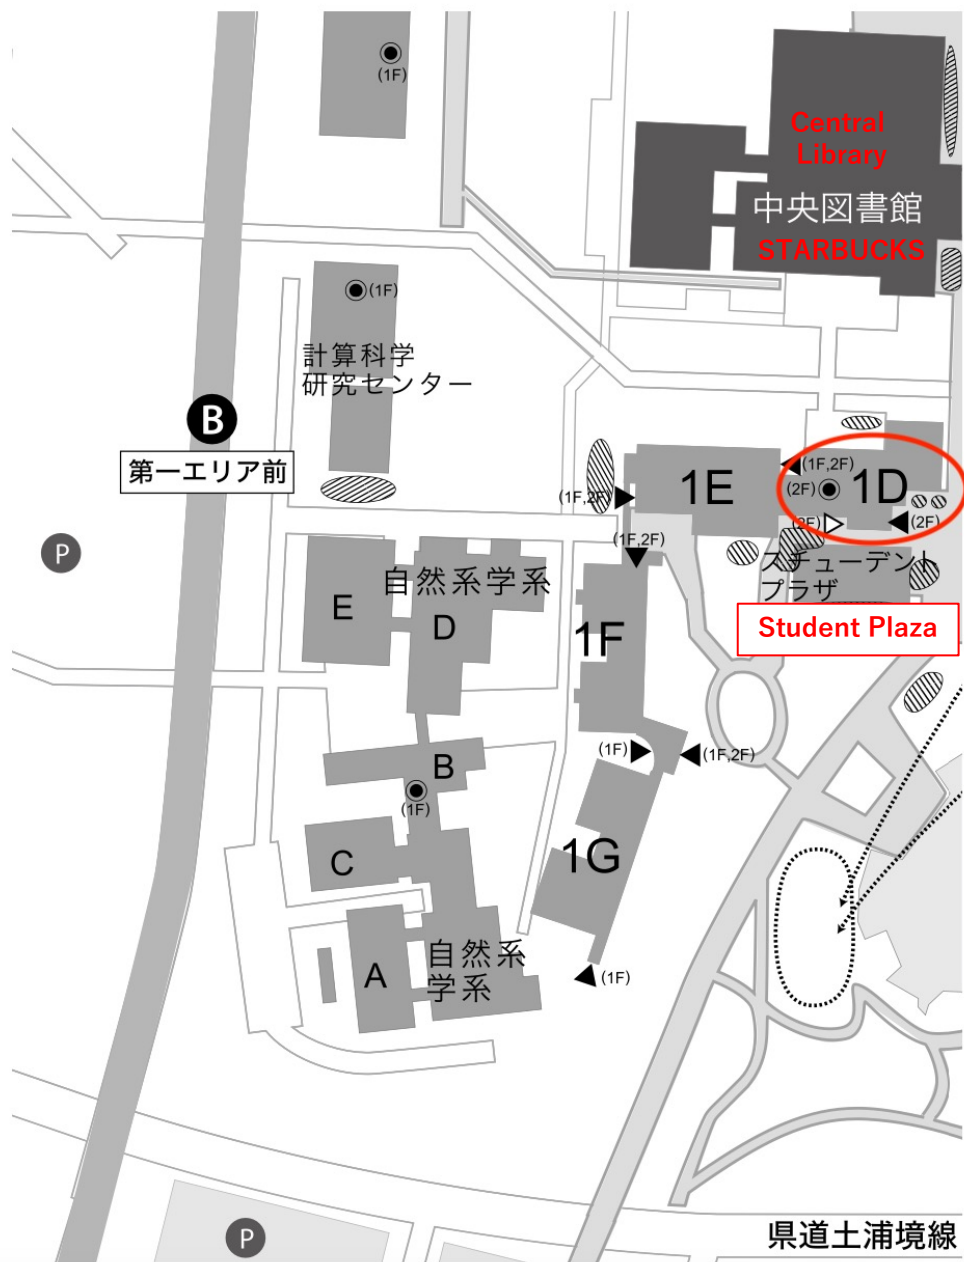 (1F)
Central
Library
中央図書館
STARBUCKS
(1F)
計算科学
研究センター
B
第一エリア前
P
1E
(1F,2F)
(1F,2F)
(2F)
1D
(1F,2F)
(2F)
(2F)
スチューデント
プラザ
Student Plaza
自然系学系
E
D
1F
B
(1F)
(1F)
(1F,2F)
C
1G
A
自然系
学系
(1F)
P
県道土浦境線